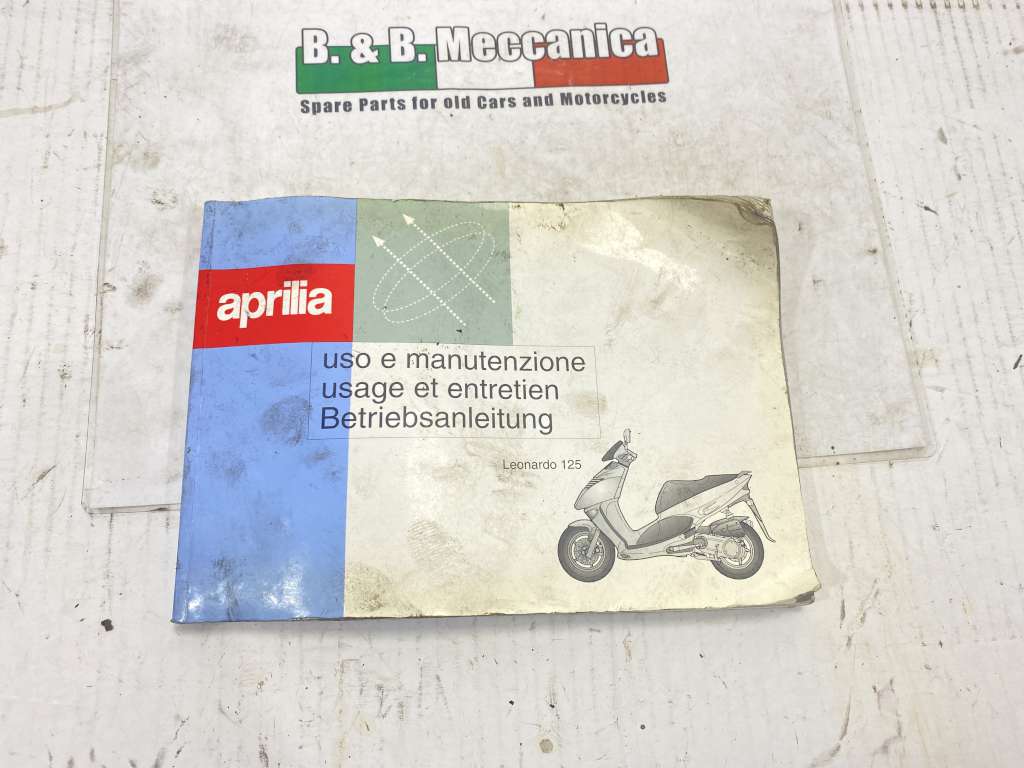 B. & B. Meccanica
Spare Parts for old Cars and Motorcycles
aprilia
uso e manutenzione
usage et entretien
Betriebsanleitung
Leonardo 125